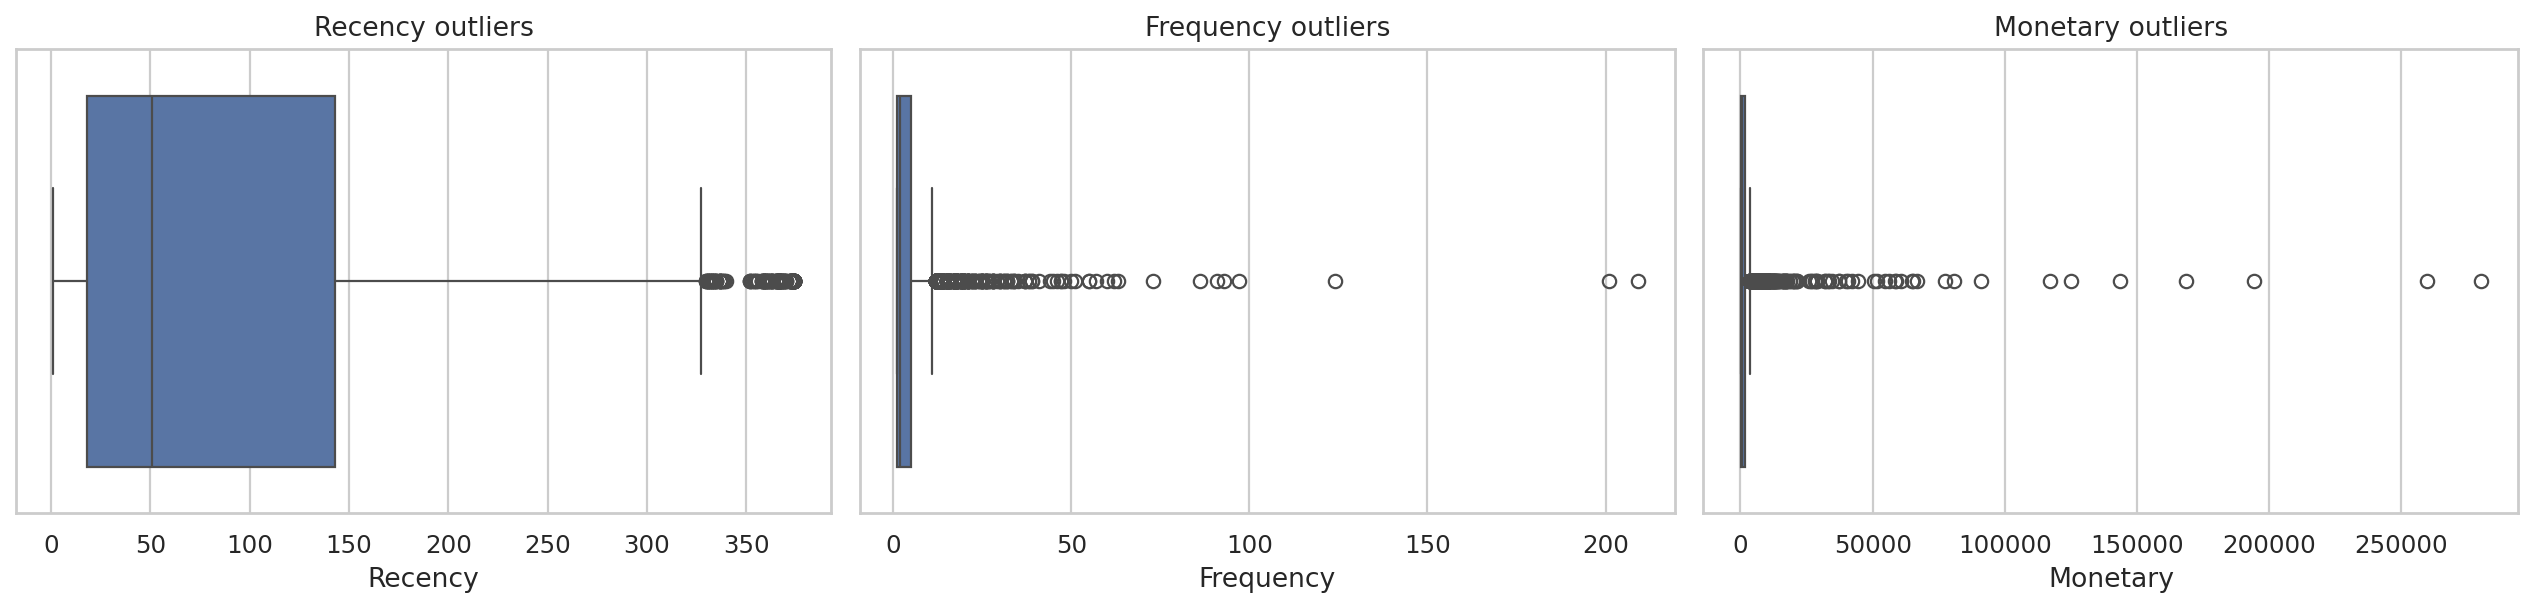 Recency outliers
0 50 100 150 200 250 300 350
Recency
Frequency outliers
0 50 100 150 200
Frequency
Monetary outliers
0 50000 100000 150000 200000 250000
Monetary